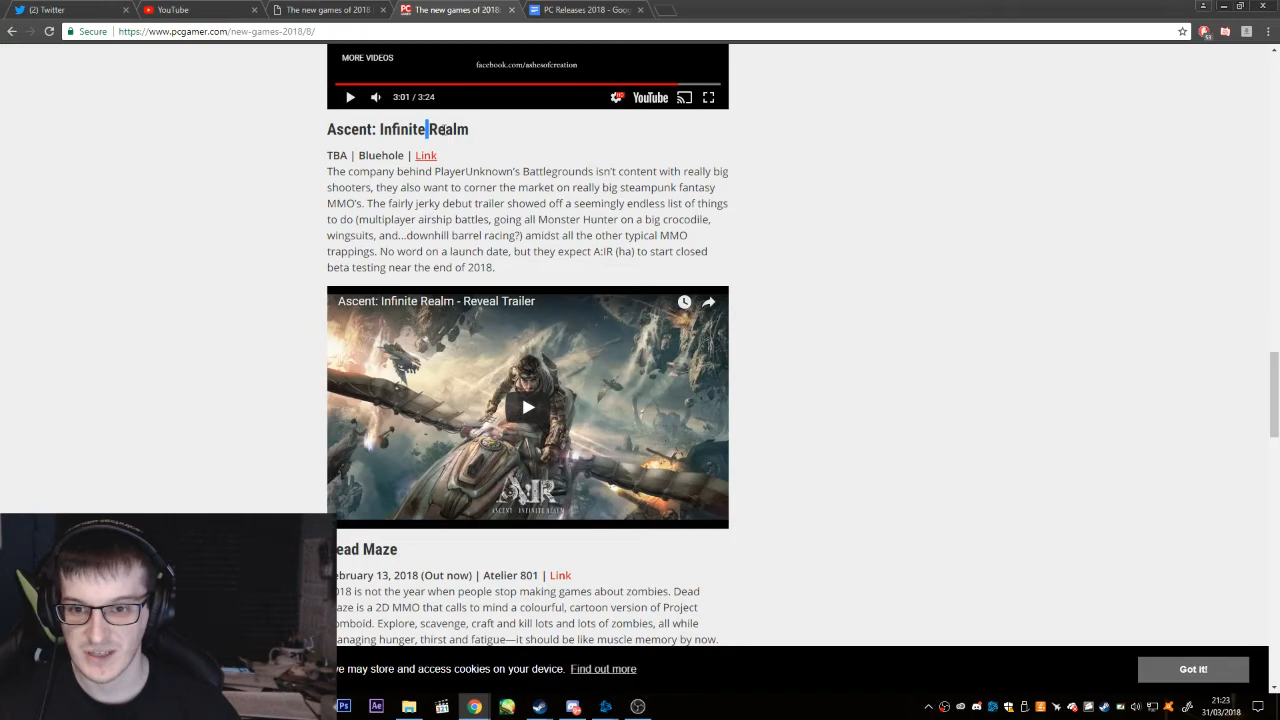 (2) Twitter
YouTube
The new games of 2018:
The new games of 2018:
PC Releases 2018 - Goog
Secure
https://www.pcgamer.com/new-games-2018/8/
MORE VIDEOS
facebook.com/ashesofcreation
3:01 / 3:24
YouTube
Ascent: Infinite Realm
TBA | Bluehole | Link
The company behind PlayerUnknown's Battlegrounds isn't content with really big
shooters, they also want to corner the market on really big steampunk fantasy
MMO's. The fairly jerky debut trailer showed off a seemingly endless list of things
to do (multiplayer airship battles, going all Monster Hunter on a big crocodile,
wingsuits, and...downhill barrel racing?) amidst all the other typical MMO
trappings. No word on a launch date, but they expect A:IR (ha) to start closed
beta testing near the end of 2018.
Ascent: Infinite Realm - Reveal Trailer
A:IR
ASCENT : INFINITE REALM
ead Maze
ebruary 13, 2018 (Out now) | Atelier 801 | Link
018 is not the year when people stop making games about zombies. Dead
aze is a 2D MMO that calls to mind a colourful, cartoon version of Project
omboid. Explore, scavenge, craft and kill lots and lots of zombies, all while
anaging hunger, thirst and fatigue—it should be like muscle memory by now.
we may store and access cookies on your device. Find out more
Got it!
21:23
31/03/2018